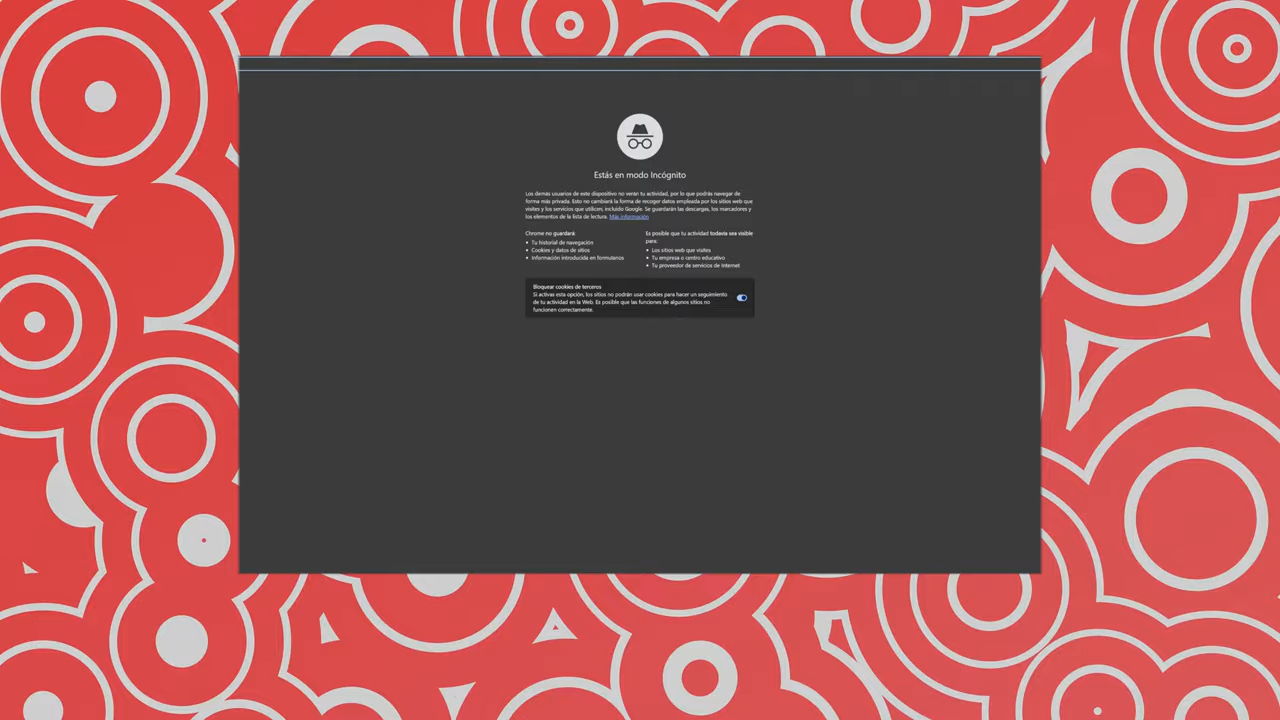 Estás en modo Incógnito
Los demás usuarios de este dispositivo no verán tu actividad, por lo que podrás navegar de
forma más privada. Esto no cambiará la forma de recoger datos empleada por los sitios web que
visites y los servicios que utilicen, incluido Google. Se guardarán las descargas, los marcadores y
los elementos de la lista de lectura. Más información
Chrome no guardará:
Tu historial de navegación
Cookies y datos de sitios
Información introducida en formularios
Es posible que tu actividad todavía sea visible
para:
Los sitios web que visites
Tu empresa o centro educativo
Tu proveedor de servicios de Internet
Bloquear cookies de terceros
Si activas esta opción, los sitios no podrán usar cookies para hacer un seguimiento
de tu actividad en la Web. Es posible que las funciones de algunos sitios no
funcionen correctamente.